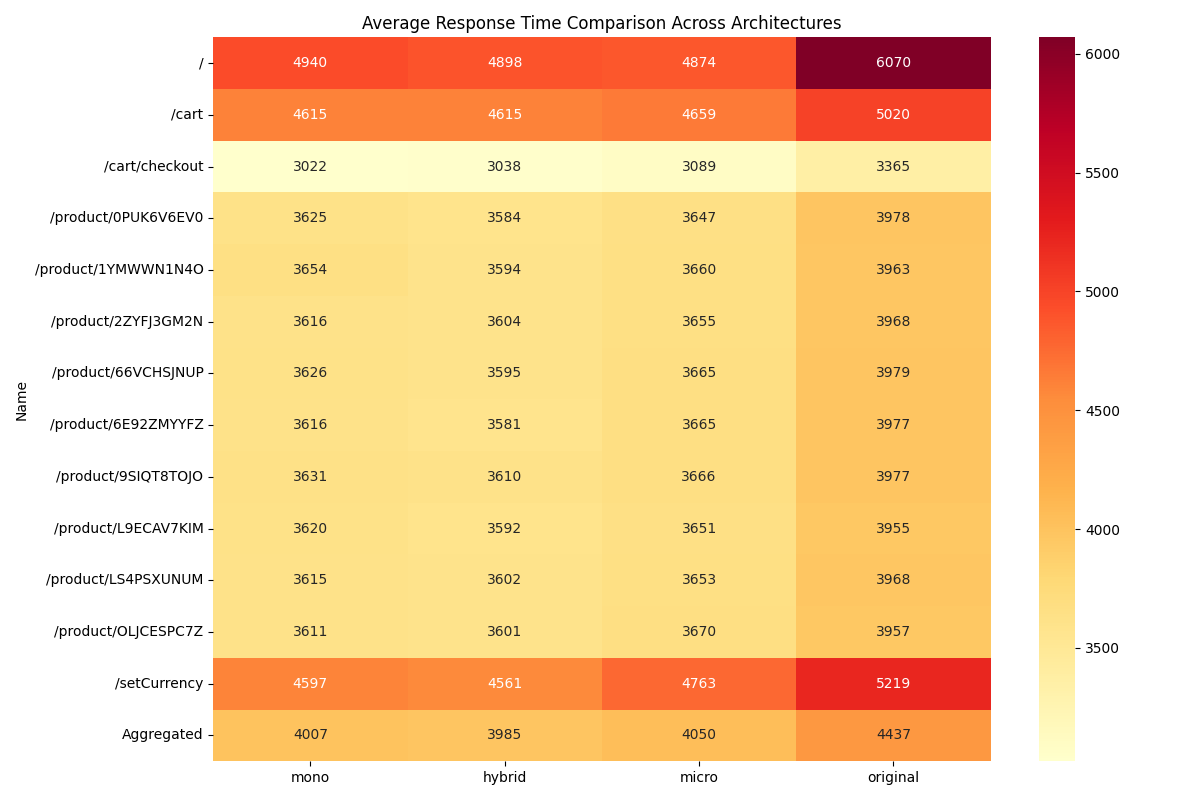 Average Response Time Comparison Across Architectures
Name
/ 4940 4898 4874 6070
/cart 4615 4615 4659 5020
/cart/checkout 3022 3038 3089 3365
/product/0PUK6V6EV0 3625 3584 3647 3978
/product/1YMWWN1N4O 3654 3594 3660 3963
/product/2ZYFJ3GM2N 3616 3604 3655 3968
/product/66VCHSJNUP 3626 3595 3665 3979
/product/6E92ZMYYFZ 3616 3581 3665 3977
/product/9SIQT8TOJO 3631 3610 3666 3977
/product/L9ECAV7KIM 3620 3592 3651 3955
/product/LS4PSXUNUM 3615 3602 3653 3968
/product/OLJCESPC7Z 3611 3601 3670 3957
/setCurrency 4597 4561 4763 5219
Aggregated 4007 3985 4050 4437
mono hybrid micro original
6000
5500
5000
4500
4000
3500